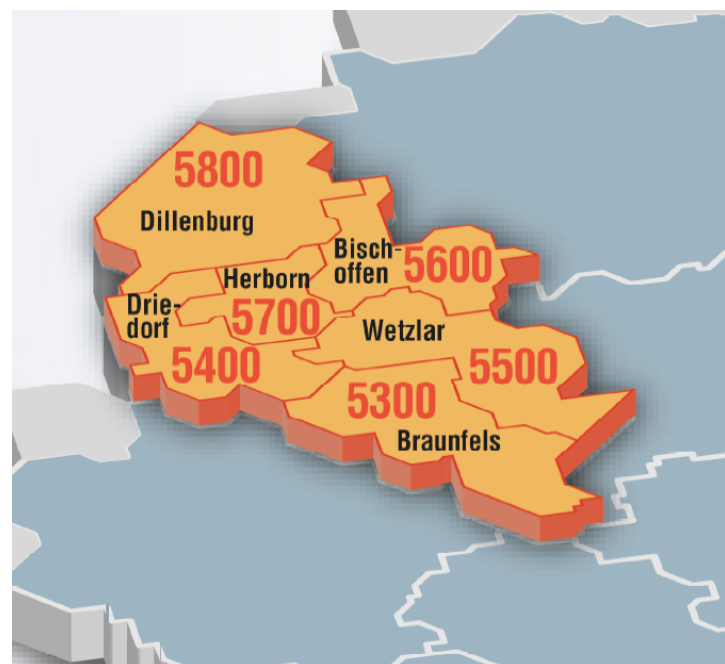 5800
Dillenburg
Bisch-
offen
5600
Herborn
5700
Drie-
dorf
5400
Wetzlar
5500
5300
Braunfels